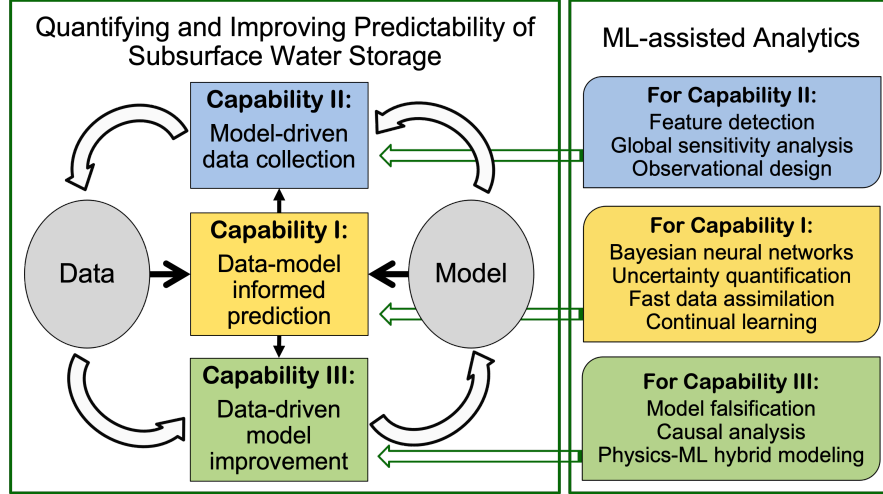 Quantifying and Improving Predictability of
Subsurface Water Storage
Capability II:
Model-driven
data collection
Data
Capability I:
Data-model
informed
prediction
Model
Capability III:
Data-driven
model
improvement
ML-assisted Analytics
For Capability II:
Feature detection
Global sensitivity analysis
Observational design
For Capability I:
Bayesian neural networks
Uncertainty quantification
Fast data assimilation
Continual learning
For Capability III:
Model falsification
Causal analysis
Physics-ML hybrid modeling